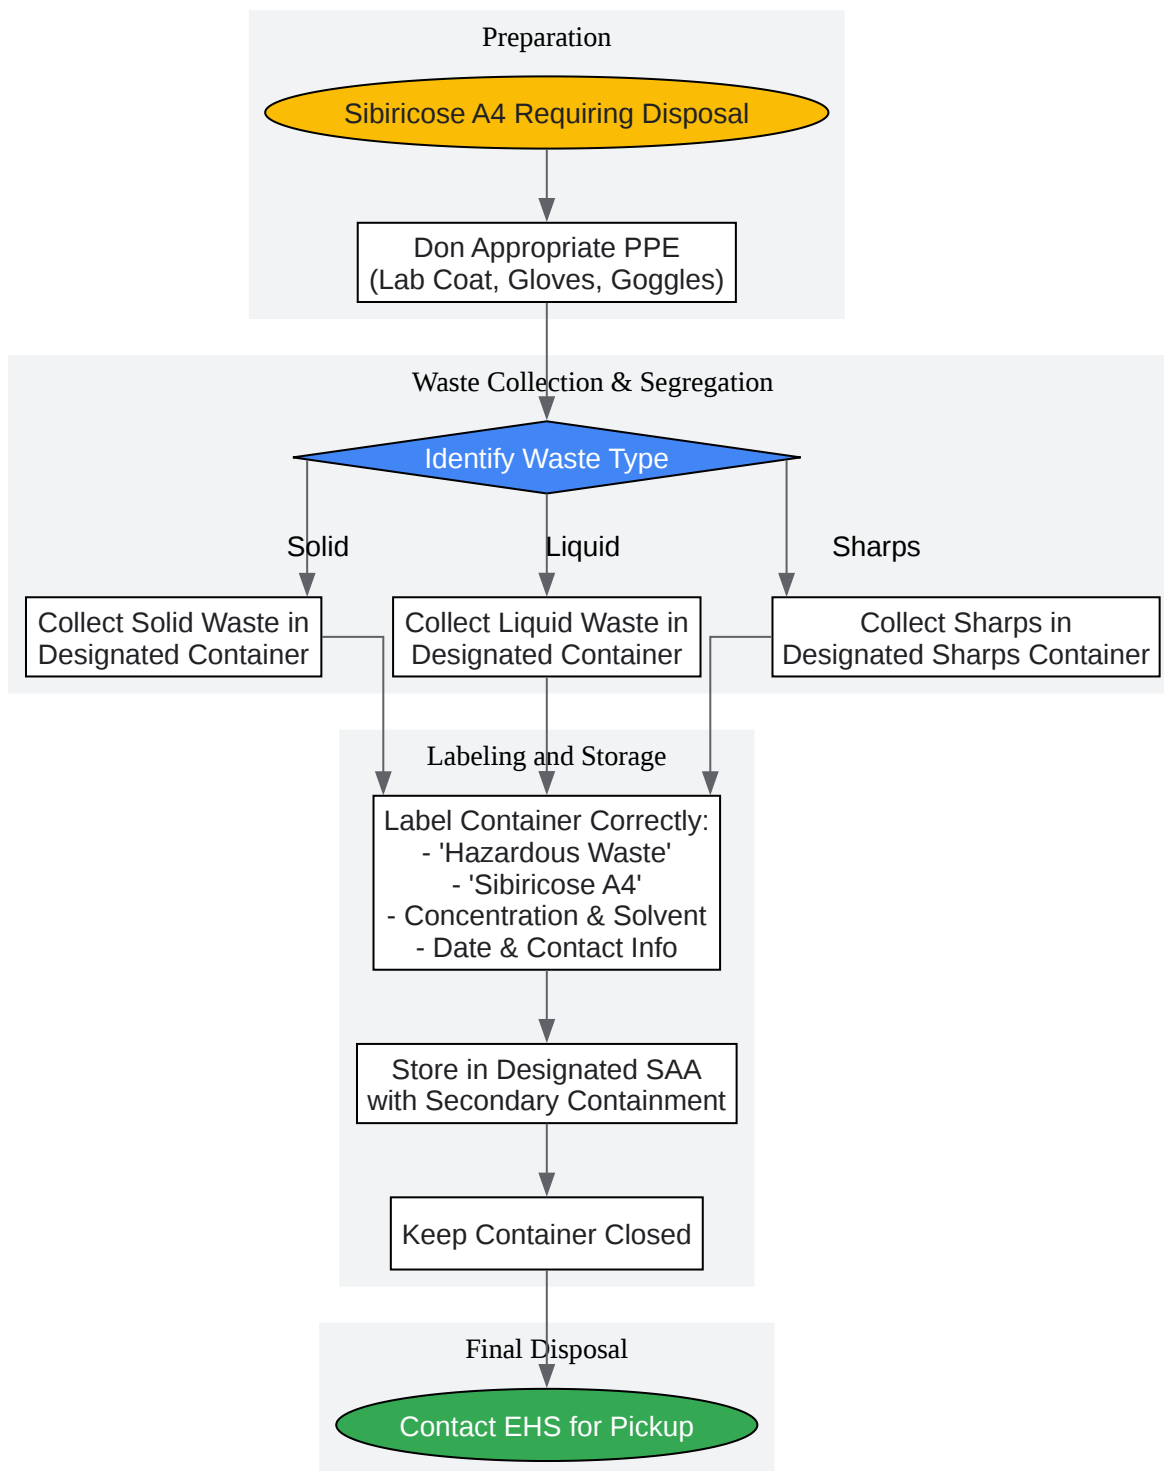 Preparation
Sibiricose A4 Requiring Disposal
Don Appropriate PPE
(Lab Coat, Gloves, Goggles)
Waste Collection & Segregation
Identify Waste Type
Solid
Liquid
Sharps
Collect Solid Waste in
Designated Container
Collect Liquid Waste in
Designated Container
Collect Sharps in
Designated Sharps Container
Labeling and Storage
Label Container Correctly:
- 'Hazardous Waste'
- 'Sibiricose A4'
- Concentration & Solvent
- Date & Contact Info
Store in Designated SAA
with Secondary Containment
Keep Container Closed
Final Disposal
Contact EHS for Pickup